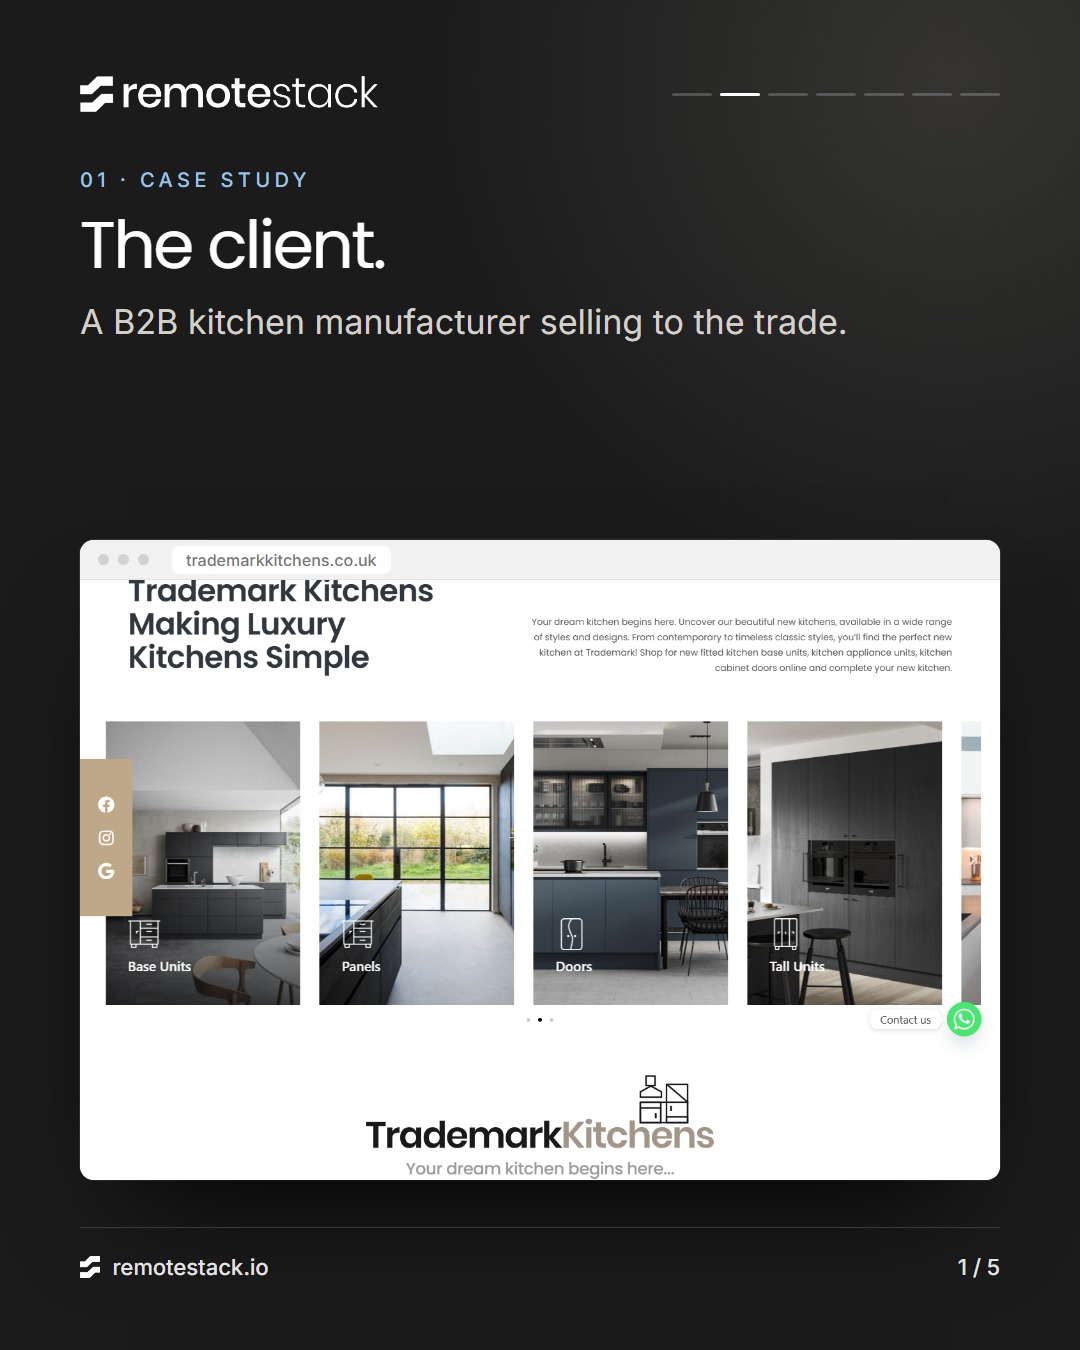 remotestack
01 · CASE STUDY
The client.
A B2B kitchen manufacturer selling to the trade.
trademarkkitchens.co.uk
Trademark Kitchens
Making Luxury
Kitchens Simple
Your dream kitchen begins here. Uncover our beautiful new kitchens, available in a wide range
of styles and designs. From contemporary to timeless classic styles, you'll find the perfect new
kitchen at Trademark! Shop for new fitted kitchen base units, kitchen appliance units, kitchen
cabinet doors online and complete your new kitchen.
Base Units
Panels
Doors
Tall Units
Contact us
TrademarkKitchens
Your dream kitchen begins here...
remotestack.io
1 / 5